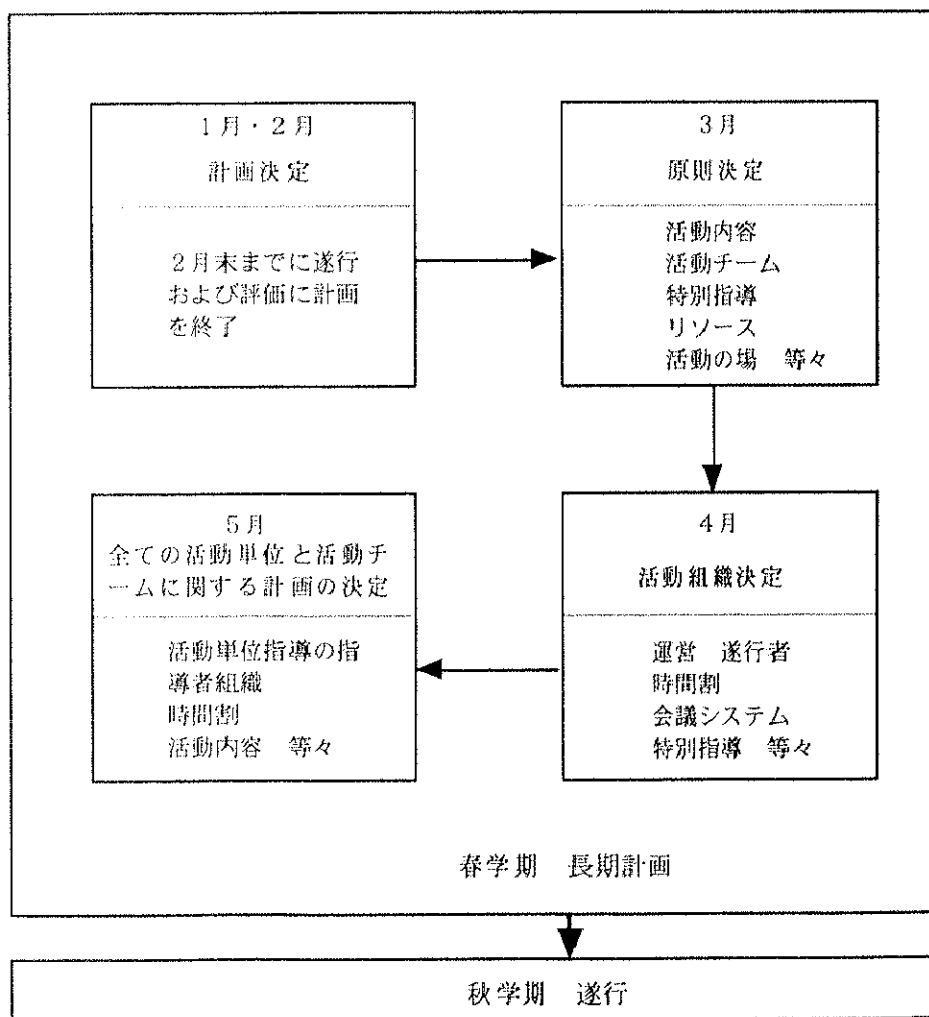 1月・2月
計画決定
2月末までに遂行
および評価に計画
を終了
3月
原則決定
活動内容
活動チーム
特別指導
リソース
活動の場 等々
4月
活動組織決定
運営 遂行者
時間割
会議システム
特別指導 等々
5月
全ての活動単位と活動チ
ームに関する計画の決定
活動単位指導の指
導者組織
時間割
活動内容 等々
春学期 長期計画
秋学期 遂行